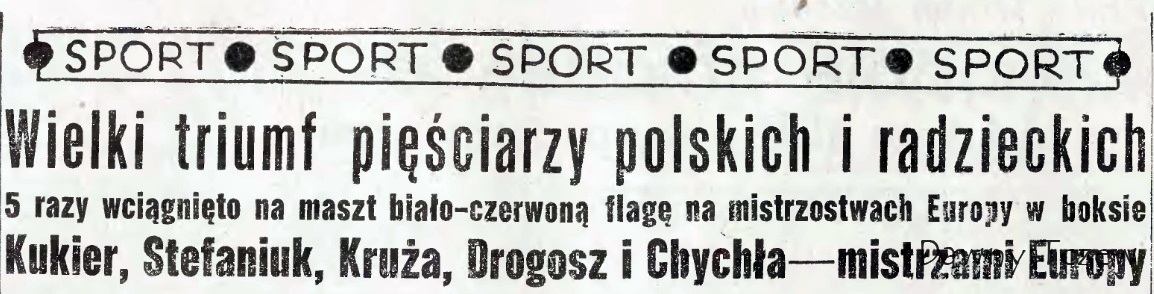 SPORT ● SPORT ● SPORT ● SPORT ● SPORT
Wielki triumf pięściarzy polskich i radzieckich
5 razy wciągnięto na maszt biało-czerwoną flagę na mistrzostwach Europy w boksie
Kukier, Stefaniuk, Kruża, Drogosz i Chychła—mistrzami Europy